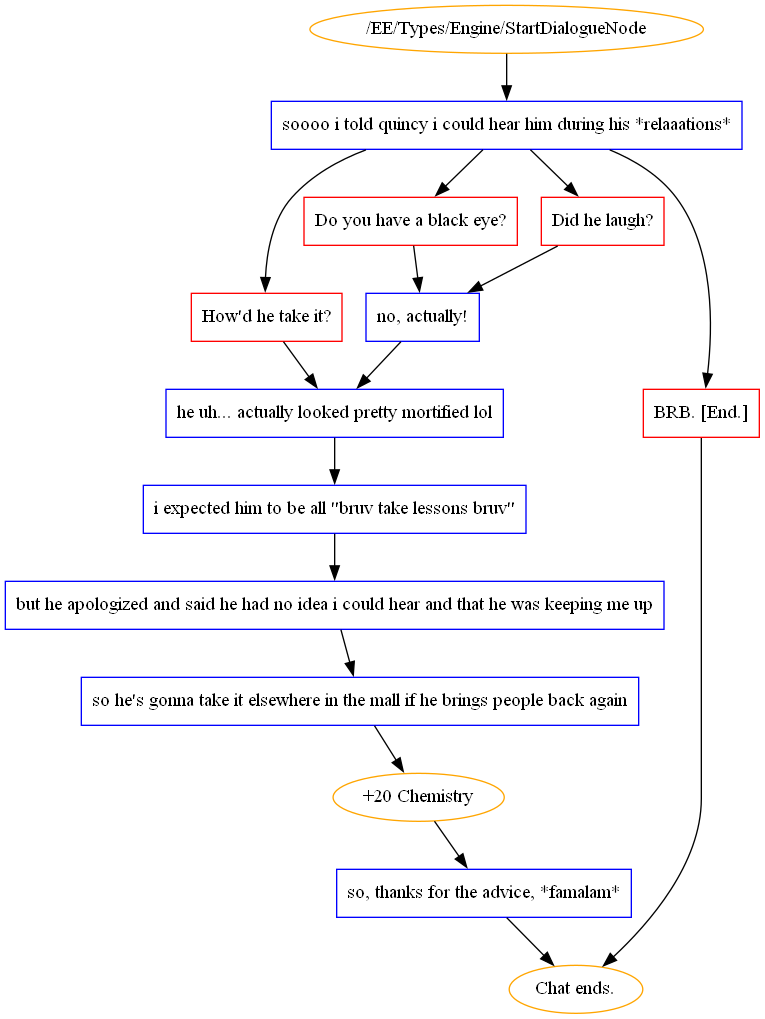 /EE/Types/Engine/StartDialogueNode
soooo i told quincy i could hear him during his *relaaations*
Do you have a black eye?
Did he laugh?
How'd he take it?
no, actually!
he uh... actually looked pretty mortified lol
BRB. [End.]
i expected him to be all "bruv take lessons bruv"
but he apologized and said he had no idea i could hear and that he was keeping me up
so he's gonna take it elsewhere in the mall if he brings people back again
+20 Chemistry
so, thanks for the advice, *famalam*
Chat ends.